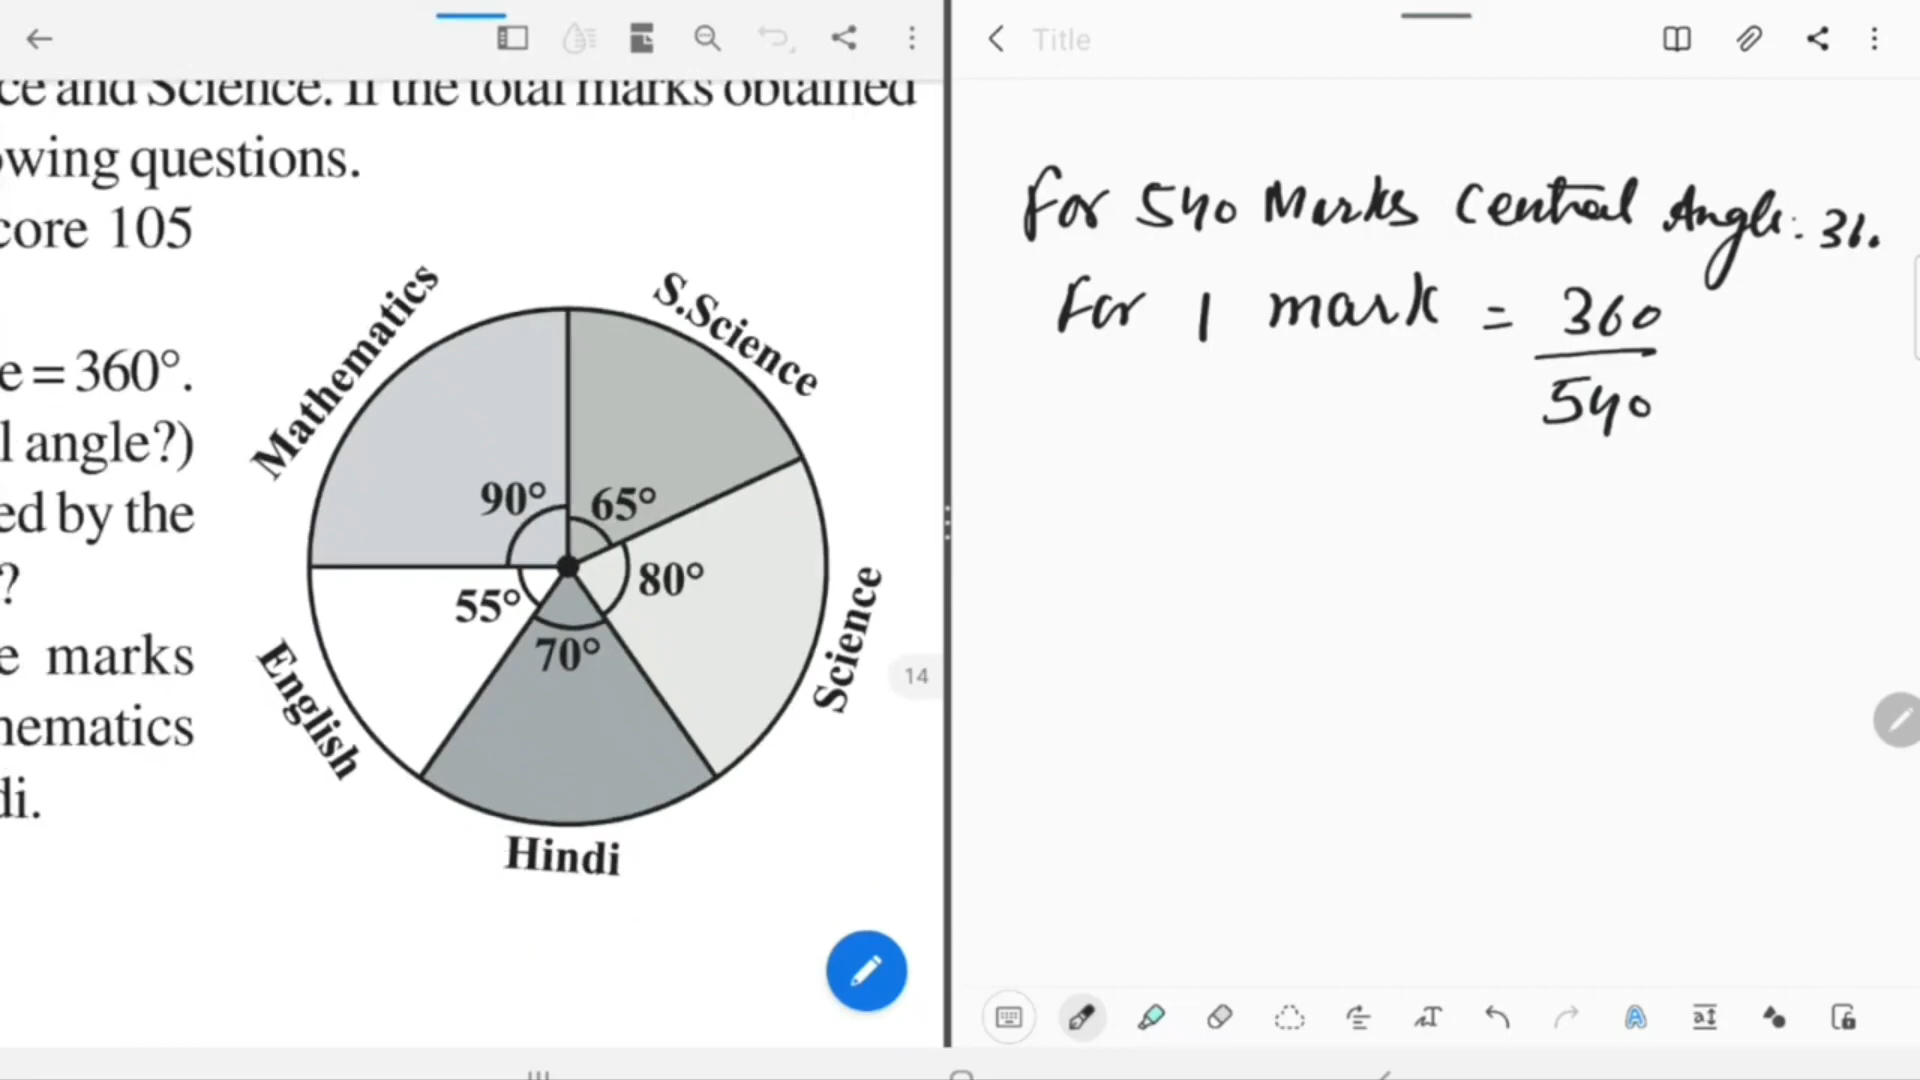 Title
ce and Science. If the total marks obtained
owing questions.
core 105
e = 360°.
l angle?)
ed by the
?
e marks
hematics
di.
Mathematics
S.Science
90°
65°
80°
55°
70°
Science
English
Hindi
14
For 540 Marks Central Angle : 360
For 1 mark = 360
540